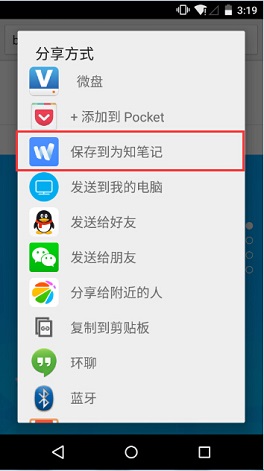 3:19
分享方式
微盘
+ 添加到 Pocket
保存到为知笔记
发送到我的电脑
发送给好友
发送给朋友
分享给附近的人
复制到剪贴板
环聊
蓝牙